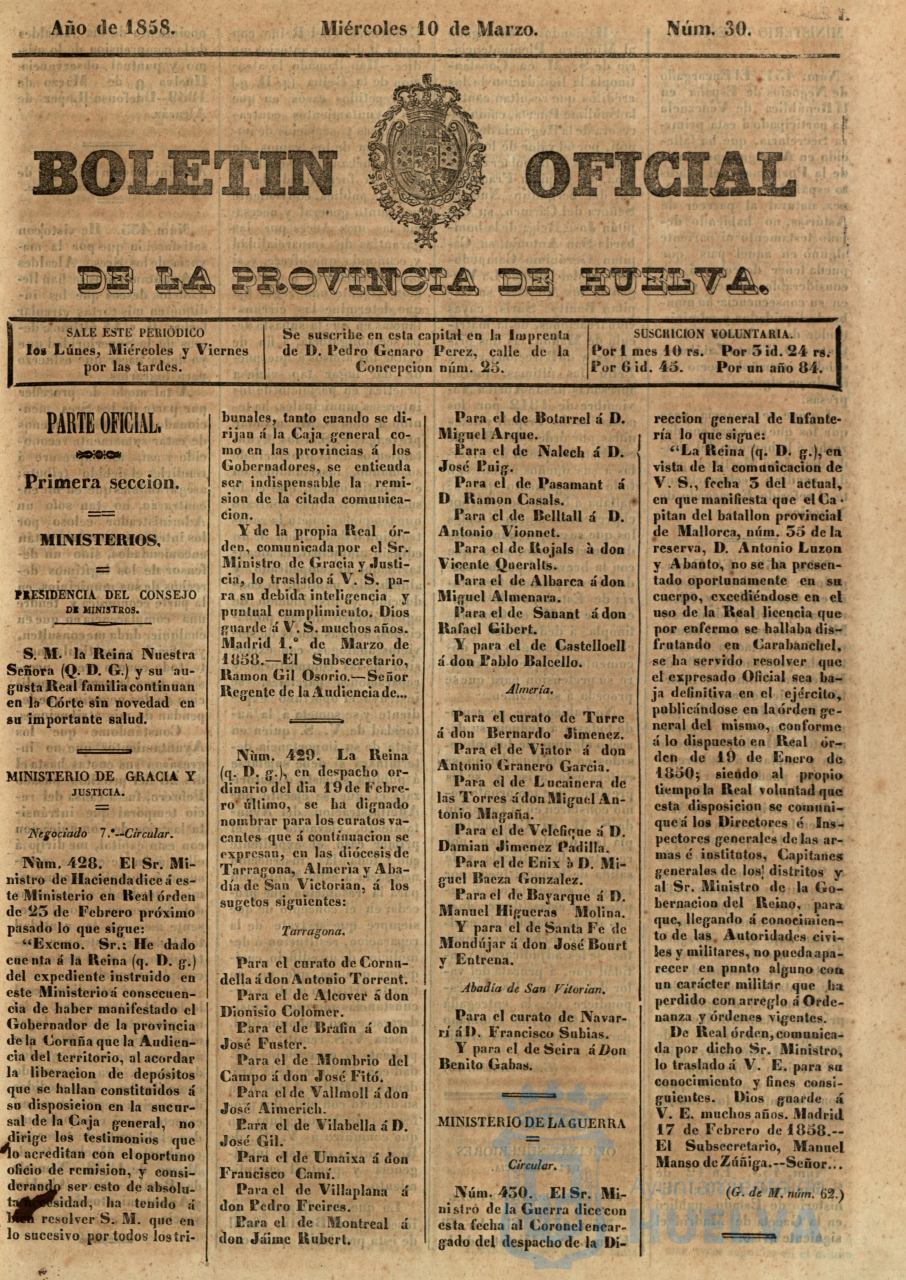 Año de 1858. Miércoles 10 de Marzo. Núm. 30.
BOLETIN OFICIAL
DE LA PROVINCIA DE HUELVA.
SALE ESTE PERIÓDICO
los Lúnes, Miércoles y Viernes
por las tardes.
Se suscribe en esta capital en la Imprenta
de D. Pedro Genaro Perez, calle de la
Concepcion núm. 25.
SUSCRICION VOLUNTARIA.
Por 1 mes 10 rs. Por 3 id. 24 rs.
Por 6 id. 45. Por un año 84.
PARTE OFICIAL.
Primera seccion.
MINISTERIOS.
PRESIDENCIA DEL CONSEJO
DE MINISTROS.
S. M. la Reina Nuestra
Señora (Q. D. G.) y su au-
gusta Real familia continuan
en la Córte sin novedad en
su importante salud.
MINISTERIO DE GRACIA Y
JUSTICIA.
Negociado 7.º--Circular.
Núm. 428. El Sr. Mi-
nistro de Hacienda dice á es-
te Ministerio en Real órden
de 23 de Febrero próximo
pasado lo que sigue:
“Excmo. Sr.: He dado
cuenta á la Reina (q. D. g.)
del expediente instruido en
este Ministerio á consecuen-
cia de haber manifestado el
Gobernador de la provincia
de la Coruña que la Audien-
cia del territorio, al acordar
la liberacion de depósitos
que se hallan constituidos á
su disposicion en la sucur-
sal de la Caja general, no
dirige los testimonios que
lo acreditan con el oportuno
oficio de remision, y consi-
derando ser esto de absolu-
ta necesidad, ha tenido á
bien resolver S. M. que en
lo sucesivo por todos los tri-
bunales, tanto cuando se di-
rijan á la Caja general co-
mo en las provincias á los
Gobernadores, se entienda
ser indispensable la remi-
sion de la citada comunica-
cion.
Y de la propia Real ór-
den, comunicada por el Sr.
Ministro de Gracia y Justi-
cia, lo traslado á V. S. pa-
ra su debida inteligencia y
puntual cumplimiento. Dios
guarde á V. S. muchos años.
Madrid 1.º de Marzo de
1858.—El Subsecretario,
Ramon Gil Osorio.—Señor
Regente de la Audiencia de...
Núm. 429. La Reina
(q. D. g.), en despacho or-
dinario del dia 19 de Febre-
ro último, se ha dignado
nombrar para los curatos va-
cantes que á continuacion se
expresan, en las diócesis de
Tarragona, Almería y Aba-
día de San Victorian, á los
sugetos siguientes:
Tarragona.
Para el curato de Cornu-
della á don Antonio Torrent.
Para el de Alcover á don
Dionisio Colomer.
Para el de Brafin á don
José Fuster.
Para el de Mombrio del
Campo á don José Fitó.
Para el de Vallmoll á don
José Aimerich.
Para el de Vilabella á D.
José Gil.
Para el de Umaixa á don
Francisco Camí.
Para el de Villaplana á
don Pedro Freires.
Para el de Montreal á
don Jáime Rubert.
Para el de Botarrel á D.
Miguel Arque.
Para el de Nalech á D.
José Puig.
Para el de Pasamant á
D Ramon Casals.
Para el de Belltall á D.
Antonio Vionnet.
Para el de Rojals à don
Vicente Queralts.
Para el de Albarca á don
Miguel Almenara.
Para el de Sanant á don
Rafael Gibert.
Y para el de Castelloell
á don Pablo Balcello.
Almería.
Para el curato de Turre
á don Bernardo Jimenez.
Para el de Viator á don
Antonio Granero Garcia.
Para el de Lucainera de
las Torres á don Miguel An-
tonio Magaña.
Para el de Velefique á D.
Damian Jimenez Padilla.
Para el de Enix à D. Mi-
guel Baeza Gonzalez.
Para el de Bayarque á D.
Manuel Higueras Molina.
Y para el de Santa Fe de
Mondújar á don José Bourt
y Entrena.
Abadía de San Vitorian.
Para el curato de Navar-
rí á D. Francisco Subias.
Y para el de Seira á Don
Benito Gabas.
MINISTERIO DE LA GUERRA
Circular.
Núm. 430. El Sr. Mi-
nistro de la Guerra dice con
esta fecha al Coronel encar-
gado del despacho de la Di-
reccion general de Infante-
ría lo que sigue:
“La Reina (q. D. g.), en
vista de la comunicacion de
V. S., fecha 3 del actual,
en que manifiesta que el Ca-
pitan del batallon provincial
de Mallorca, núm. 35 de la
reserva, D. Antonio Luzon
y Abanto, no se ha presen-
tado oportunamente en su
cuerpo, excediéndose en el
uso de la Real licencia que
por enfermo se hallaba dis-
frutando en Carabanchel,
se ha servido resolver que
el expresado Oficial sea ba-
ja definitiva en el ejército,
publicándose en la órden ge-
neral del mismo, conforme
á lo dispuesto en Real ór-
den de 19 de Enero de
1850; siendo al propio
tiempo la Real voluntad que
esta disposicion se comuni-
que á los Directores é Ins-
pectores generales de las ar-
mas é institutos, Capitanes
generales de los distritos y
al Sr. Ministro de la Go-
bernacion del Reino, para
que, llegando á conocimien-
to de las Autoridades civi-
les y militares, no pueda apa-
recer en punto alguno con
un carácter militar que ha
perdido con arreglo á Orde-
nanza y órdenes vigentes.
De Real órden, comunica-
da por dicho Sr. Ministro,
lo traslado á V. E. para su
conocimiento y fines consi-
guientes. Dios guarde á
V. E. muchos años. Madrid
17 de Febrero de 1858.--
El Subsecretario, Manuel
Manso de Zúñiga.--Señor...
(G. de M. núm. 62.)
HUELVA